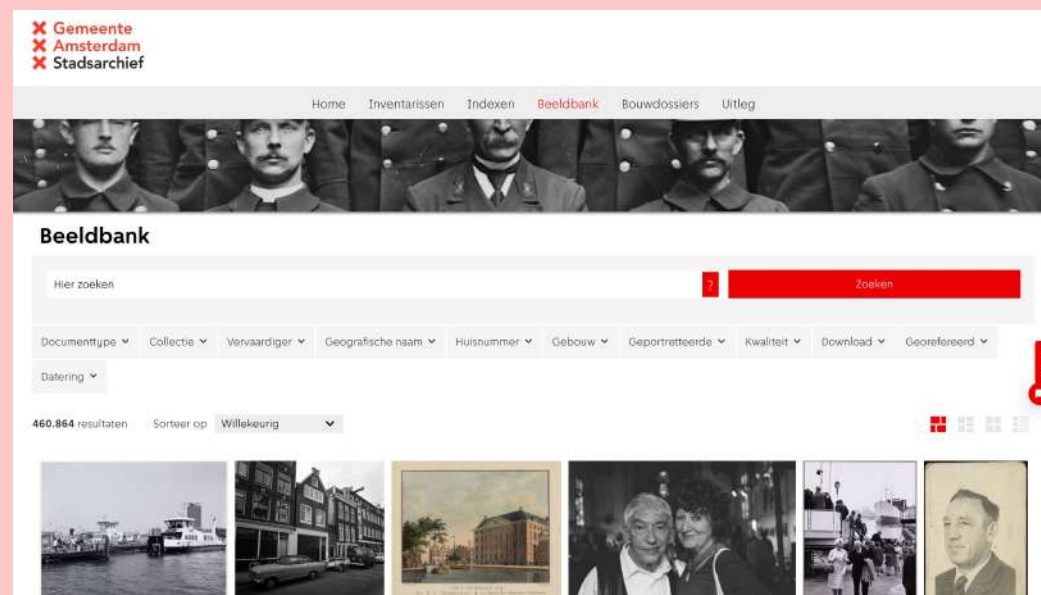 Gemeente
Amsterdam
Stadsarchief
Home Inventarissen Indexen Beeldbank Bouwdossiers Uitleg
Beeldbank
Hier zoeken ? Zoeken
Documenttype Collectie Vervaardiger Geografische naam Huisnummer Gebouw Geportretteerde Kwaliteit Download Gerefereerd
Datering
460.864 resultaten Sorteer op Willekeurig